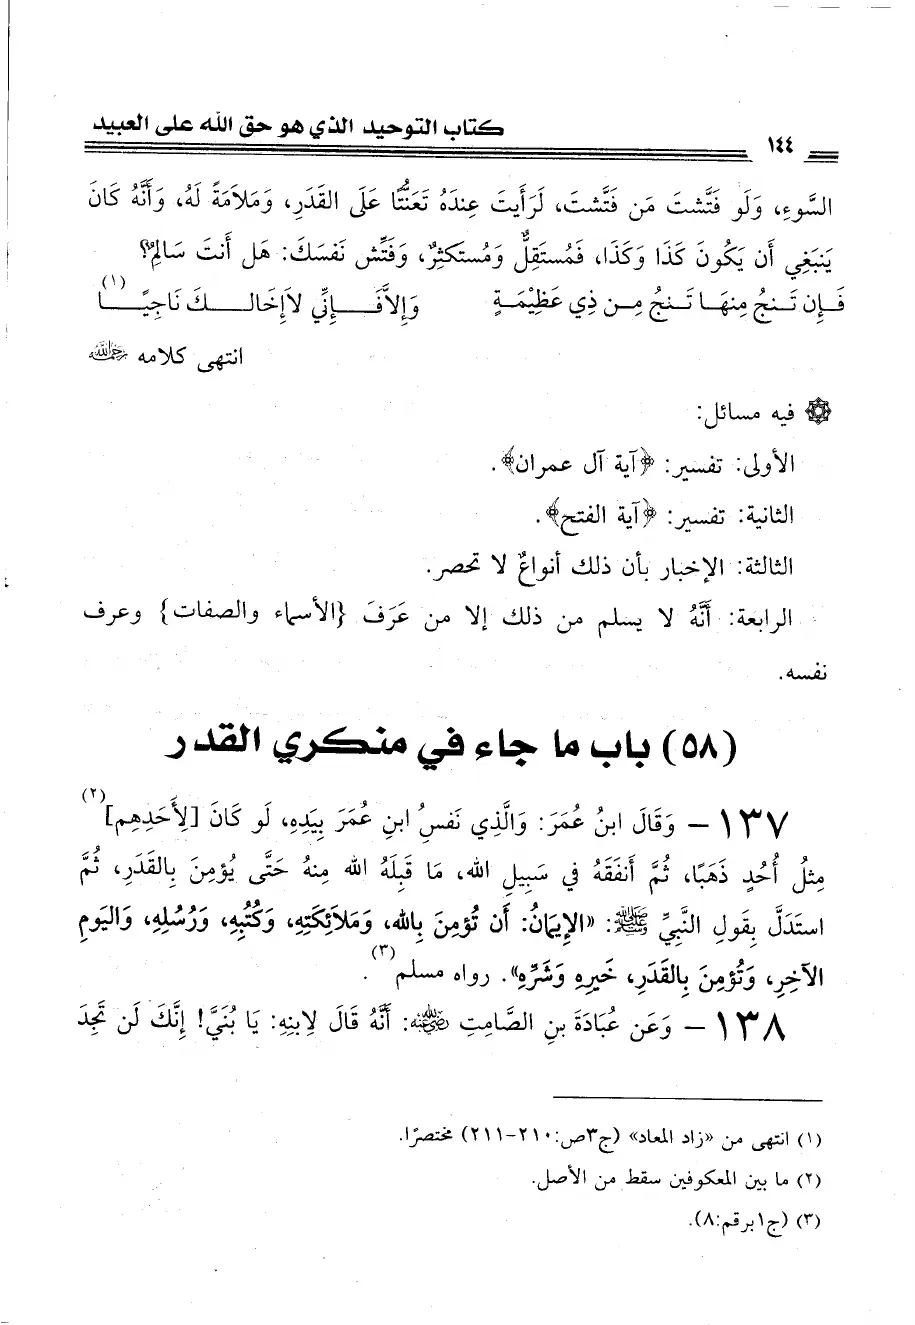 ١٤٤ كتاب التوحيد الذي هو حق الله على العبيد
السَّوءِ، وَلَو فَتَّشتَ مَن فَتَّشت، لَرَأيتَ عِندَهُ تَعَنُّتًا عَلَى القَدَرِ، وَمَلاَمَةً لَهُ، وَأَنَّهُ كَانَ
يَنبَغِي أَن يَكُونَ كَذَا وَكَذَا، فَمُستَقِلٌّ وَمُستَكثِرٌ، وَفَتِّش نَفسَكَ: هَل أَنتَ سَالِمٌ؟
فَإِن تَنجُ مِنهَا تَنجُ مِن ذِي عَظِيْمَةٍ وَإِلاَّ فَإِنِّي لاَإِخَالُكَ نَاجِيًا (١)
انتهى كلامه رحمه الله
فيه مسائل:
الأولى: تفسير: ﴿آية آل عمران﴾.
الثانية: تفسير: ﴿آية الفتح﴾.
الثالثة: الإخبار بأن ذلك أنواعٌ لا تحصر.
الرابعة: أَنَّهُ لا يسلم من ذلك إلا من عَرَفَ {الأسماء والصفات} وعرف
نفسه.
(٥٨) باب ما جاء في منكري القدر
١٣٧ – وَقَالَ ابنُ عُمَرَ: وَالَّذِي نَفسُ ابنِ عُمَرَ بِيَدِهِ، لَو كَانَ [لِأَحَدِهِم] (٢)
مِثلُ أُحُدٍ ذَهَبًا، ثُمَّ أَنفَقَهُ فِي سَبِيلِ الله، مَا قَبِلَهُ الله مِنهُ حَتَّى يُؤمِنَ بِالقَدَرِ، ثُمَّ
استَدَلَّ بِقَولِ النَّبِيِّ ﷺ: «الإِيمَانُ: أَن تُؤمِنَ بِالله، وَمَلاَئِكَتِهِ، وَكُتُبِهِ، وَرُسُلِهِ، وَاليَومِ
الآخِرِ، وَتُؤمِنَ بِالقَدَرِ، خَيرِهِ وَشَرِّهِ». رواه مسلم (٣).
١٣٨ – وَعَن عُبَادَةَ بنِ الصَّامِتِ رضي الله عنه: أَنَّهُ قَالَ لِابنِهِ: يَا بُنَيَّ! إِنَّكَ لَن تَجِدَ
(١) انتهى من «زاد المعاد» (ج٣ص:٢١٠-٢١١) مختصرًا.
(٢) ما بين المعكوفين سقط من الأصل.
(٣) (ج١برقم:٨).